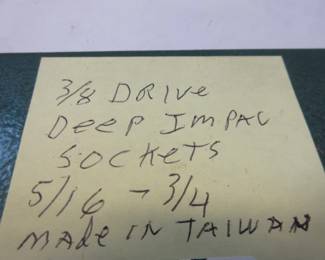 3/8 DRIVE
DEEP IMPAC
SOCKETS
5/16 - 3/4
MADE IN TAIWAN